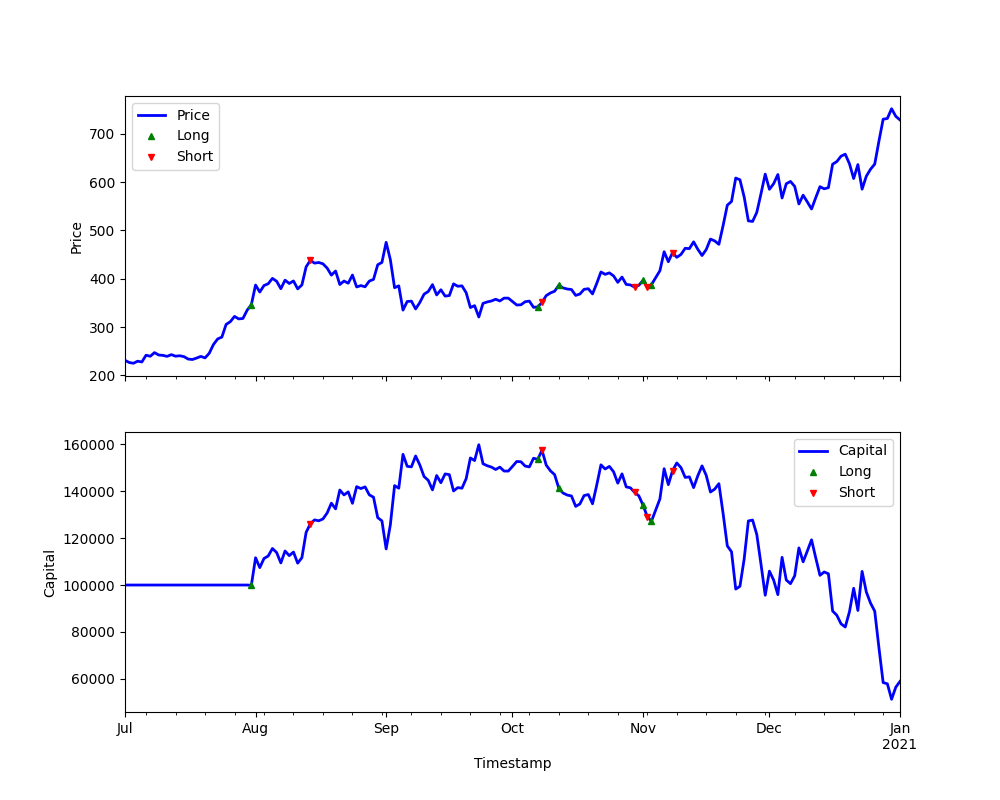 Price
Long
Short
700
600
500
400
300
200
Price
Capital
Long
Short
160000
140000
120000
100000
80000
60000
Capital
Jul
Aug
Sep
Oct
Nov
Dec
Jan
2021
Timestamp